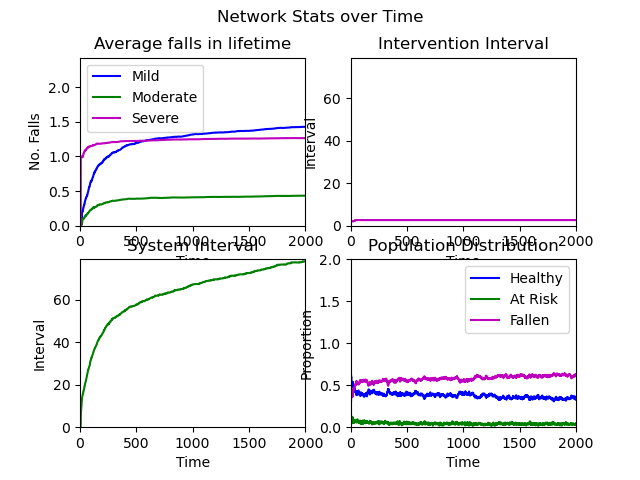 Network Stats over Time
Average falls in lifetime
No. Falls
2.0
1.5
1.0
0.5
0.0
Mild
Moderate
Severe
0 500 1000 1500 2000
Time
Intervention Interval
Interval
60
40
20
0
0 500 1000 1500 2000
Time
System Interval
Interval
60
40
20
0
0 500 1000 1500 2000
Time
Population Distribution
Proportion
2.0
1.5
1.0
0.5
0.0
Healthy
At Risk
Fallen
0 500 1000 1500 2000
Time